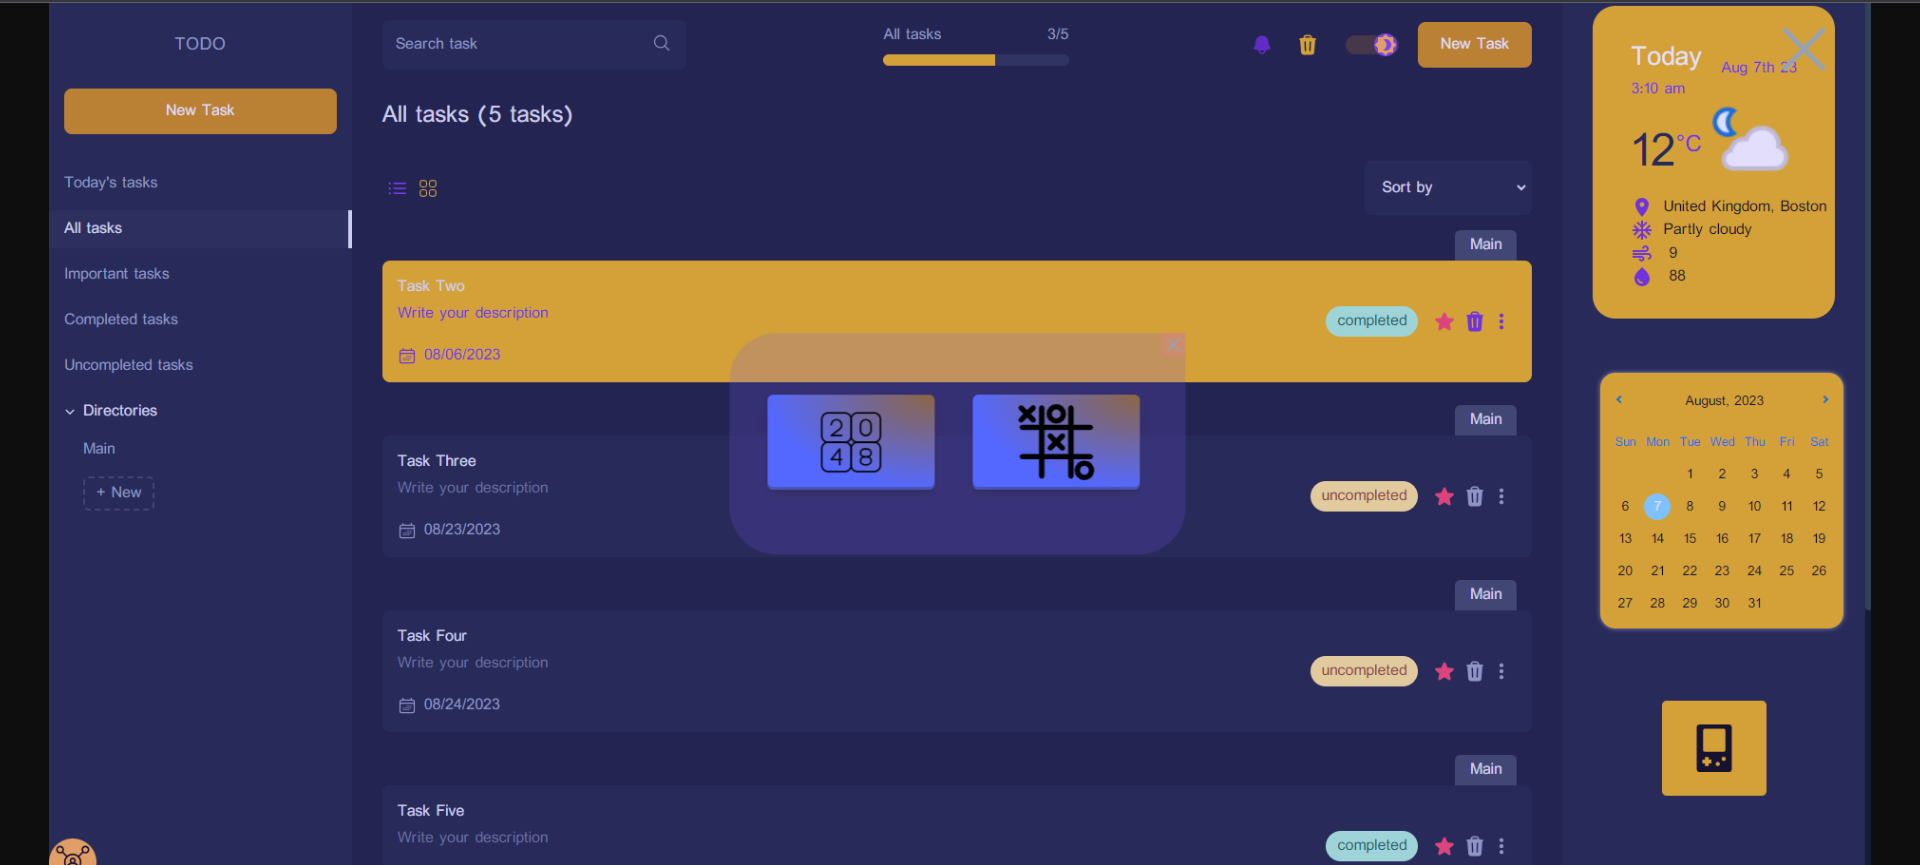 TODO
New Task
Today's tasks
All tasks
Important tasks
Completed tasks
Uncompleted tasks
Directories
Main
+ New
Search task
All tasks 3/5
New Task
All tasks (5 tasks)
Sort by
Main
Task Two
Write your description
08/06/2023
completed
Main
Task Three
Write your description
08/23/2023
uncompleted
2 0
4 8
X O
X
O
Main
Task Four
Write your description
08/24/2023
uncompleted
Main
Task Five
Write your description
completed
Today Aug 7th 23
3:10 am
12°C
United Kingdom, Boston
Partly cloudy
9
88
August, 2023
Sun Mon Tue Wed Thu Fri Sat
1 2 3 4 5
6 7 8 9 10 11 12
13 14 15 16 17 18 19
20 21 22 23 24 25 26
27 28 29 30 31